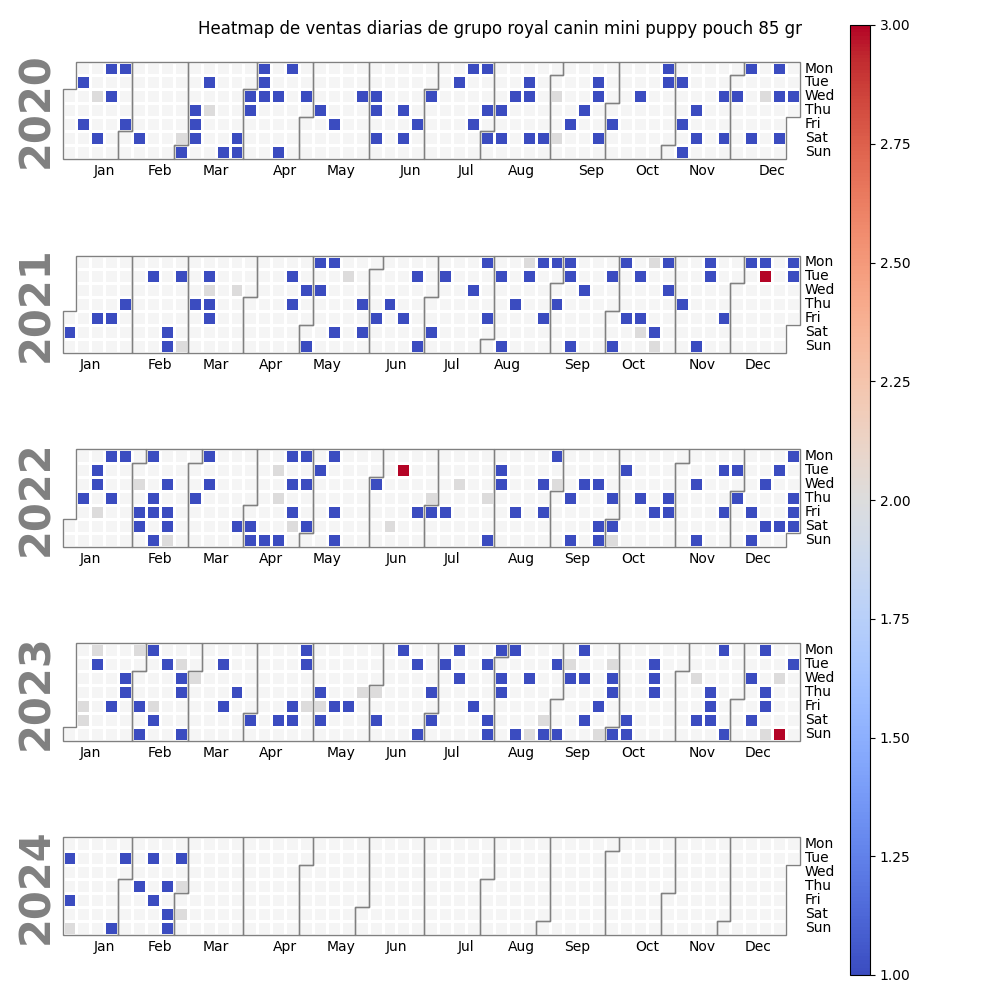 Heatmap de ventas diarias de grupo royal canin mini puppy pouch 85 gr
2020
Mon
Tue
Wed
Thu
Fri
Sat
Sun
Jan Feb Mar Apr May Jun Jul Aug Sep Oct Nov Dec
2021
Mon
Tue
Wed
Thu
Fri
Sat
Sun
Jan Feb Mar Apr May Jun Jul Aug Sep Oct Nov Dec
2022
Mon
Tue
Wed
Thu
Fri
Sat
Sun
Jan Feb Mar Apr May Jun Jul Aug Sep Oct Nov Dec
2023
Mon
Tue
Wed
Thu
Fri
Sat
Sun
Jan Feb Mar Apr May Jun Jul Aug Sep Oct Nov Dec
2024
Mon
Tue
Wed
Thu
Fri
Sat
Sun
Jan Feb Mar Apr May Jun Jul Aug Sep Oct Nov Dec
3.00
2.75
2.50
2.25
2.00
1.75
1.50
1.25
1.00